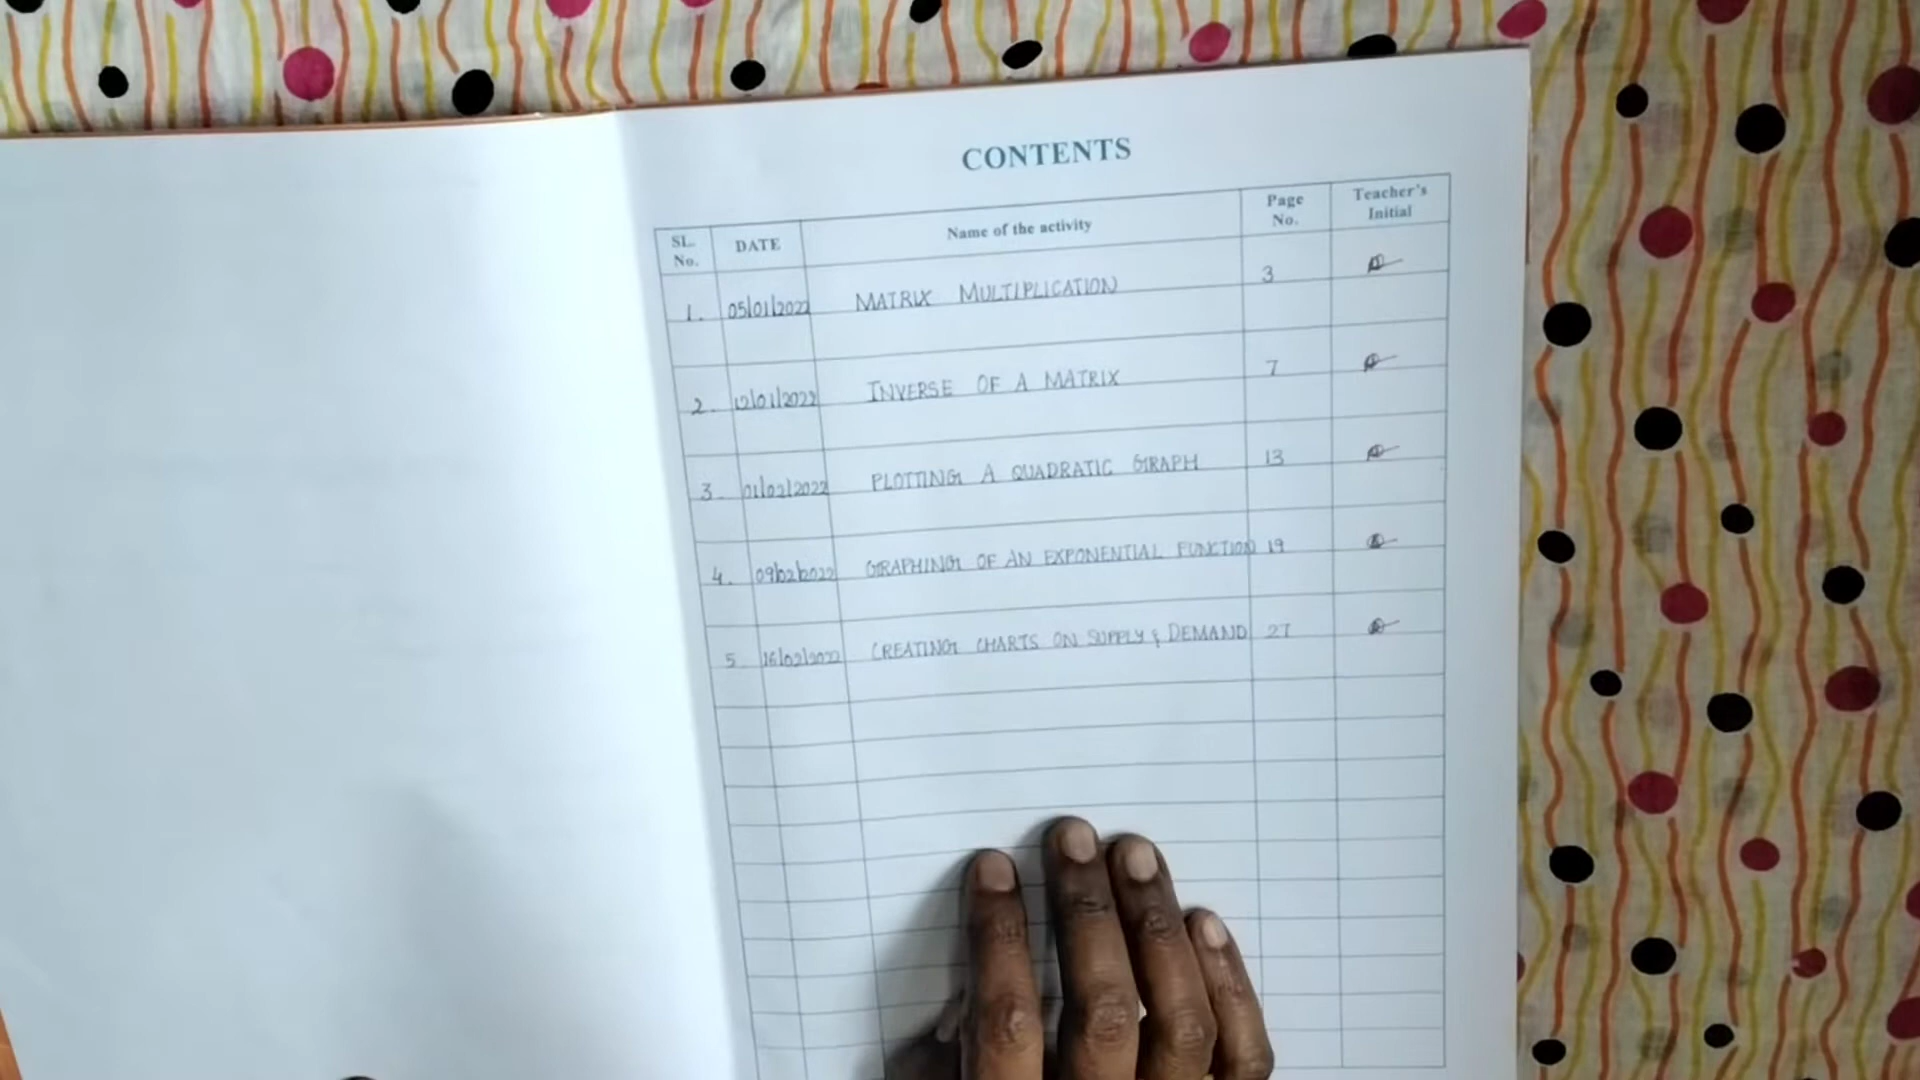 CONTENTS
SL. No. DATE Name of the activity Page No. Teacher's Initial
1. 05/01/2022 MATRIX MULTIPLICATION 3
2. 12/01/2022 INVERSE OF A MATRIX 7
3. 01/02/2022 PLOTTING A QUADRATIC GRAPH 13
4. 09/02/2022 GRAPHING OF AN EXPONENTIAL FUNCTION 19
5. 16/02/2022 CREATING CHARTS ON SUPPLY & DEMAND 27